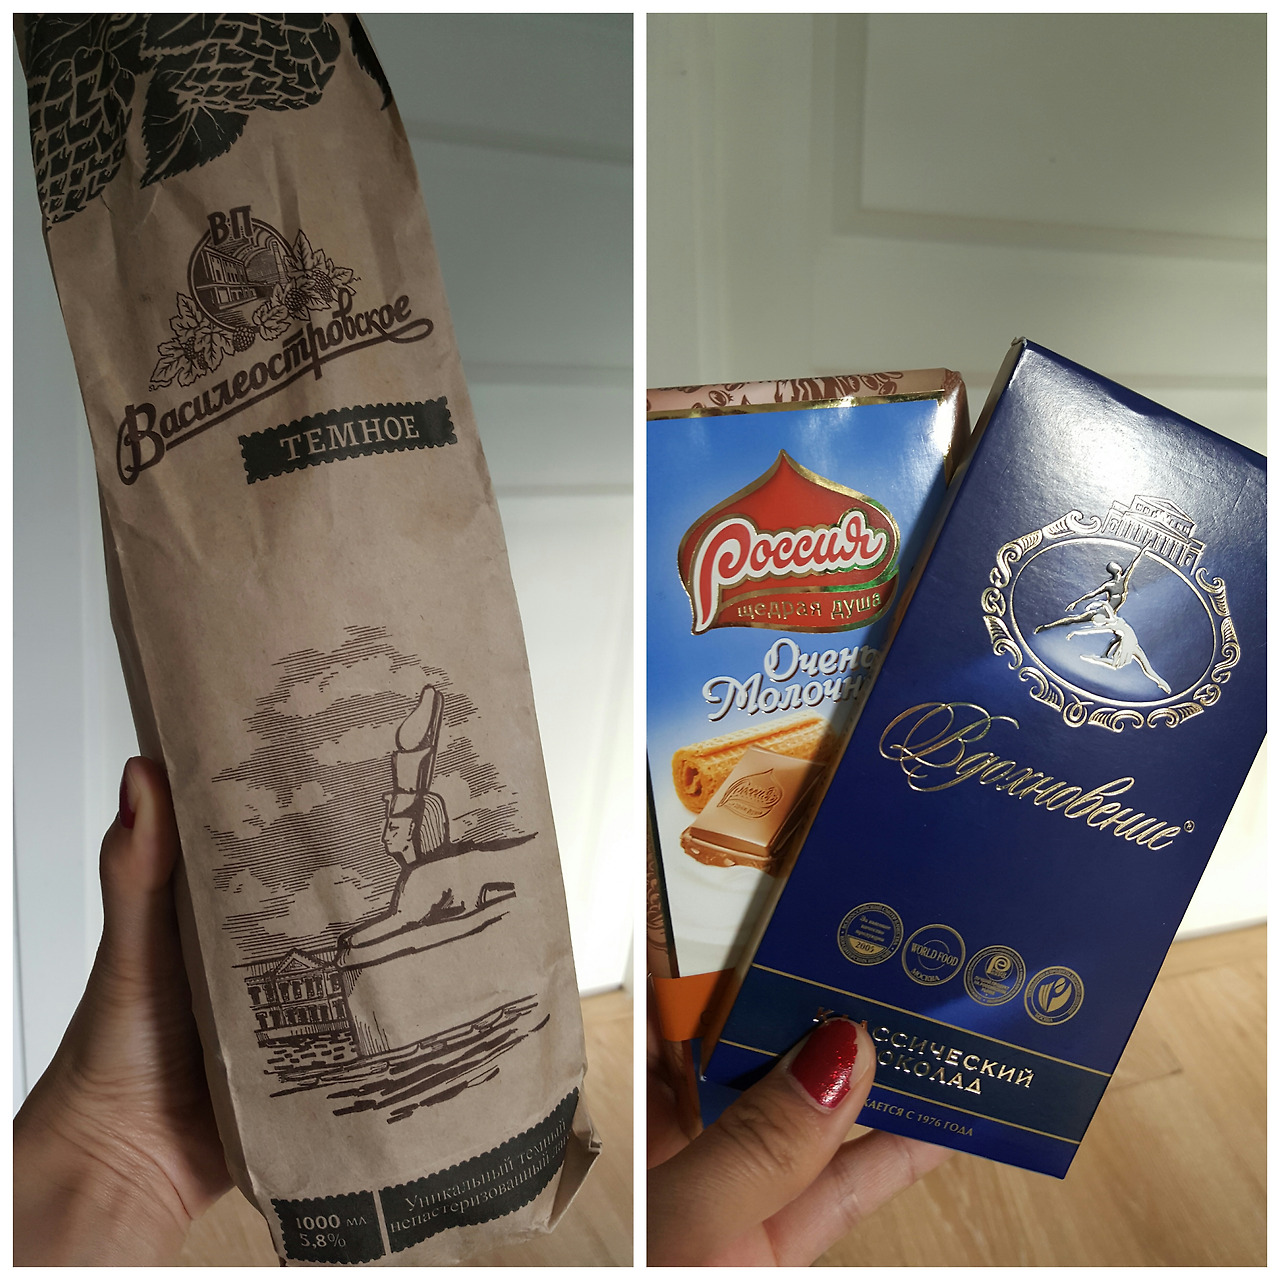 ВП
Василеостровское
ТЕМНОЕ
1000 мл
5,8%
Уникальный темный
непастеризованный
Россия
щедрая душа
Очень
Вдохновение®
2005
WORLD FOOD
МОСКВА
КЛАССИЧЕСКИЙ
С 1976 ГОДА